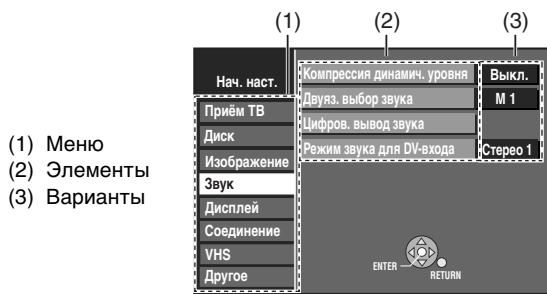 (1) (2) (3)
Нач. наст.
Компрессия динамич. уровня Выкл.
Двуяз. выбор звука М 1
Цифров. вывод звука
Режим звука для DV-входа Стерео 1
Приём ТВ
Диск
Изображение
Звук
Дисплей
Соединение
VHS
Другое
ENTER
RETURN
(1) Меню
(2) Элементы
(3) Варианты